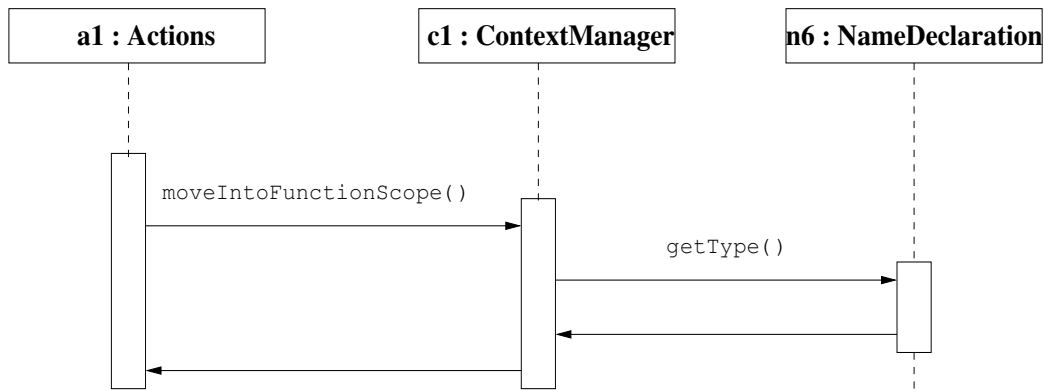 a1 : Actions
c1 : ContextManager
n6 : NameDeclaration
moveIntoFunctionScope()
getType()